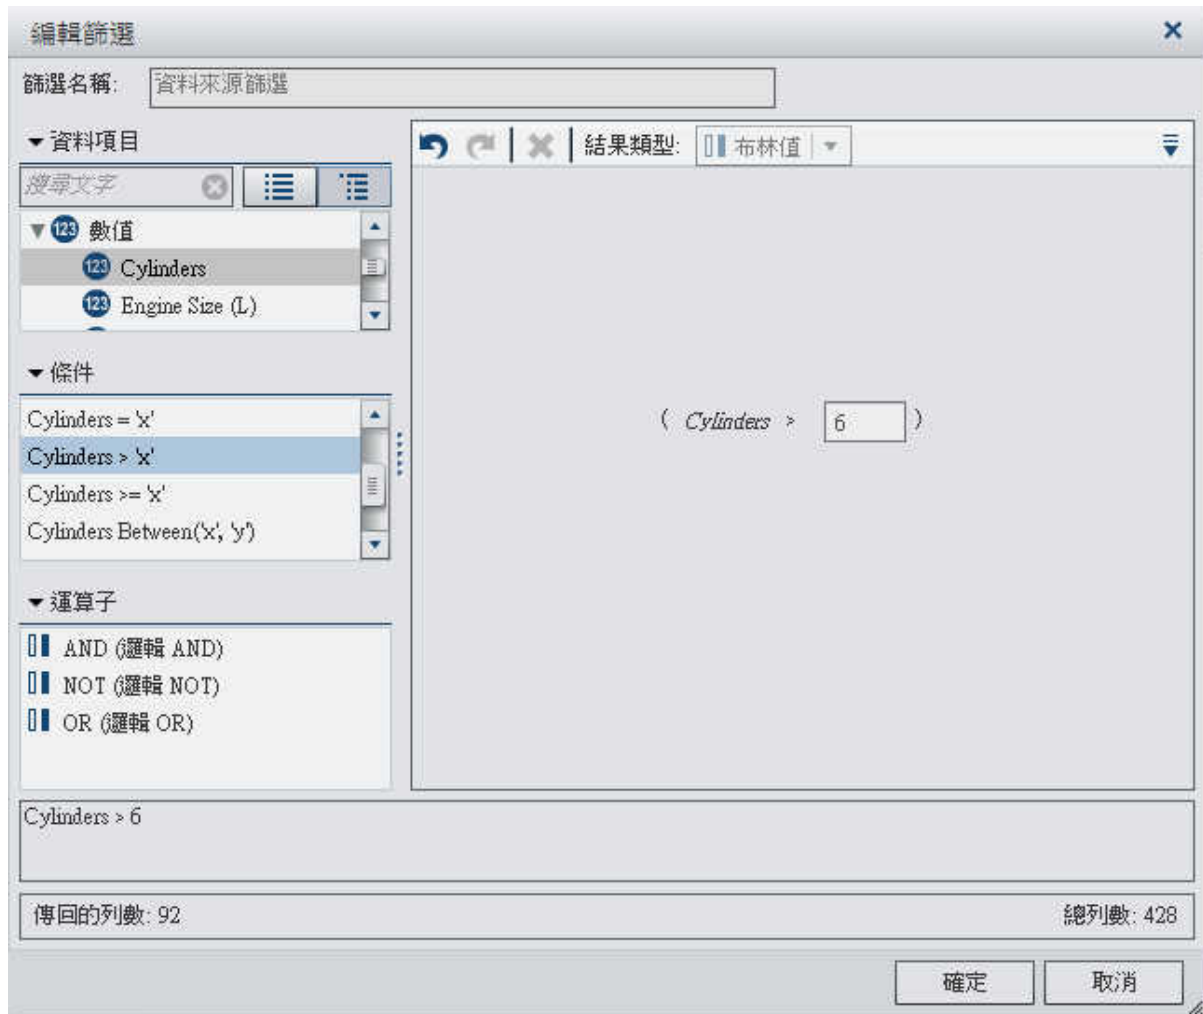 編輯篩選
篩選名稱: 資料來源篩選
資料項目
搜尋文字
123 數值
123 Cylinders
123 Engine Size (L)
條件
Cylinders = 'x'
Cylinders > 'x'
Cylinders >= 'x'
Cylinders Between('x', 'y')
運算子
AND (邏輯 AND)
NOT (邏輯 NOT)
OR (邏輯 OR)
結果類型: 布林值
( Cylinders > 6 )
Cylinders > 6
傳回的列數: 92
總列數: 428
確定
取消